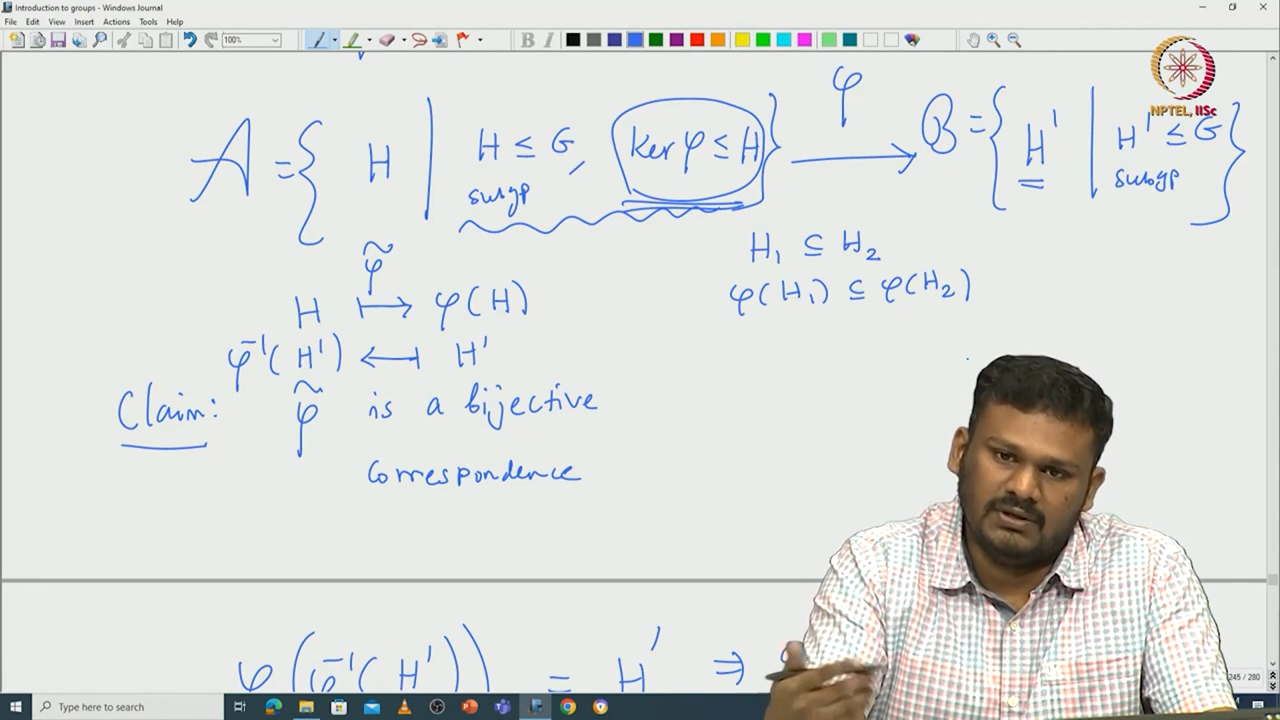 Introduction to groups - Windows Journal
File Edit View Insert Actions Tools Help
100%
B I
NPTEL, IISc
𝒜 = { H | H ≤ G, subgp ker φ ≤ H } φ ⟶ ℬ = { H' | H' ≤ G subgp }
H₁ ⊆ H₂
φ(H₁) ⊆ φ(H₂)
H ⟼ φ̃ φ(H)
φ⁻¹(H') ⟻ H'
Claim: φ̃ is a bijective
correspondence
φ(φ⁻¹(H')) = H' ⇒
245 / 280
Type here to search